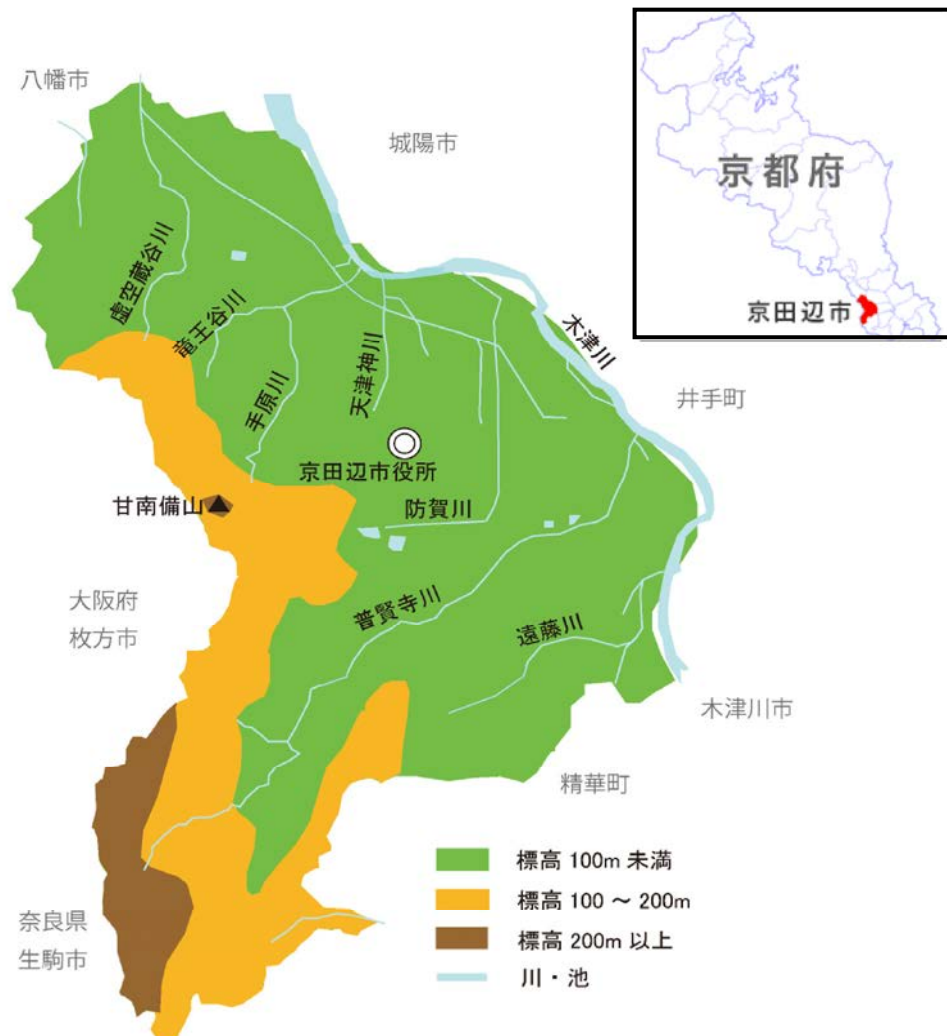 八幡市
城陽市
京都府
京田辺市
虚空蔵谷川
竜王谷川
手原川
天津神川
木津川
井手町
京田辺市役所
甘南備山
防賀川
大阪府
枚方市
普賢寺川
遠藤川
木津川市
精華町
標高 100m 未満
標高 100 ～ 200m
標高 200m 以上
川・池
奈良県
生駒市